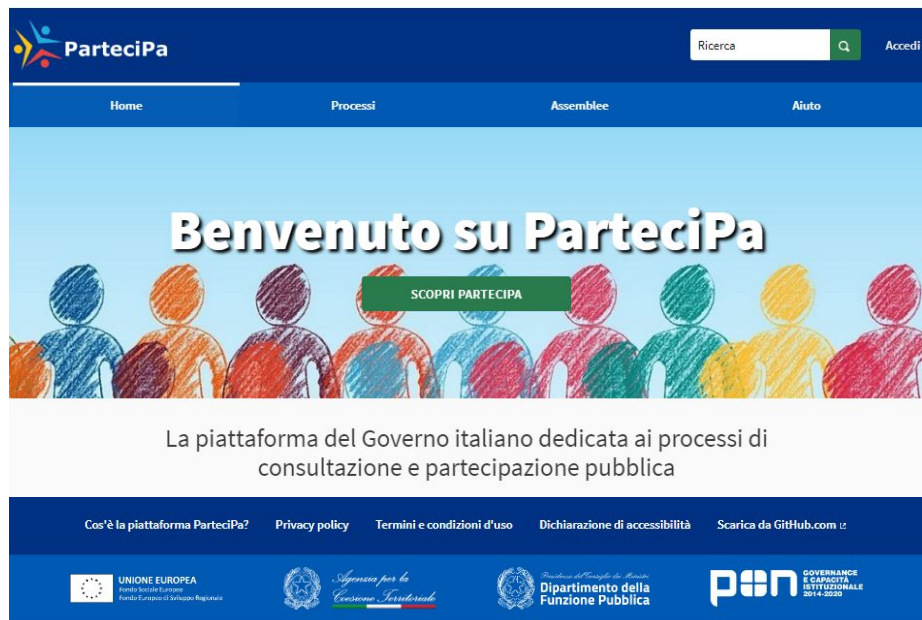 ParteciPa
Ricerca
Accedi
Home
Processi
Assemblee
Aiuto
Benvenuto su ParteciPa
SCOPRI PARTECIPA
La piattaforma del Governo italiano dedicata ai processi di
consultazione e partecipazione pubblica
Cos'è la piattaforma ParteciPa?
Privacy policy
Termini e condizioni d'uso
Dichiarazione di accessibilità
Scarica da GitHub.com
UNIONE EUROPEA
Fondo Sociale Europeo
Fondo Europeo di Sviluppo Regionale
Agenzia per la
Coesione Territoriale
Presidenza del Consiglio dei Ministri
Dipartimento della
Funzione Pubblica
pon
GOVERNANCE
E CAPACITÀ
ISTITUZIONALE
2014-2020